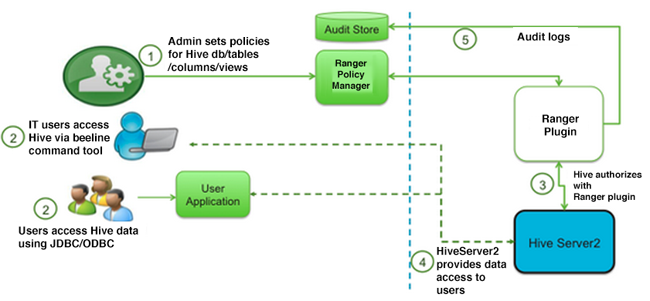 Audit Store
5
Audit logs
1
Admin sets policies
for Hive db/tables
/columns/views
Ranger
Policy
Manager
Ranger
Plugin
2
IT users access
Hive via beeline
command tool
3
Hive authorizes
with
Ranger plugin
User
Application
2
Users access Hive data
using JDBC/ODBC
4
HiveServer2
provides data
access to
users
Hive Server2